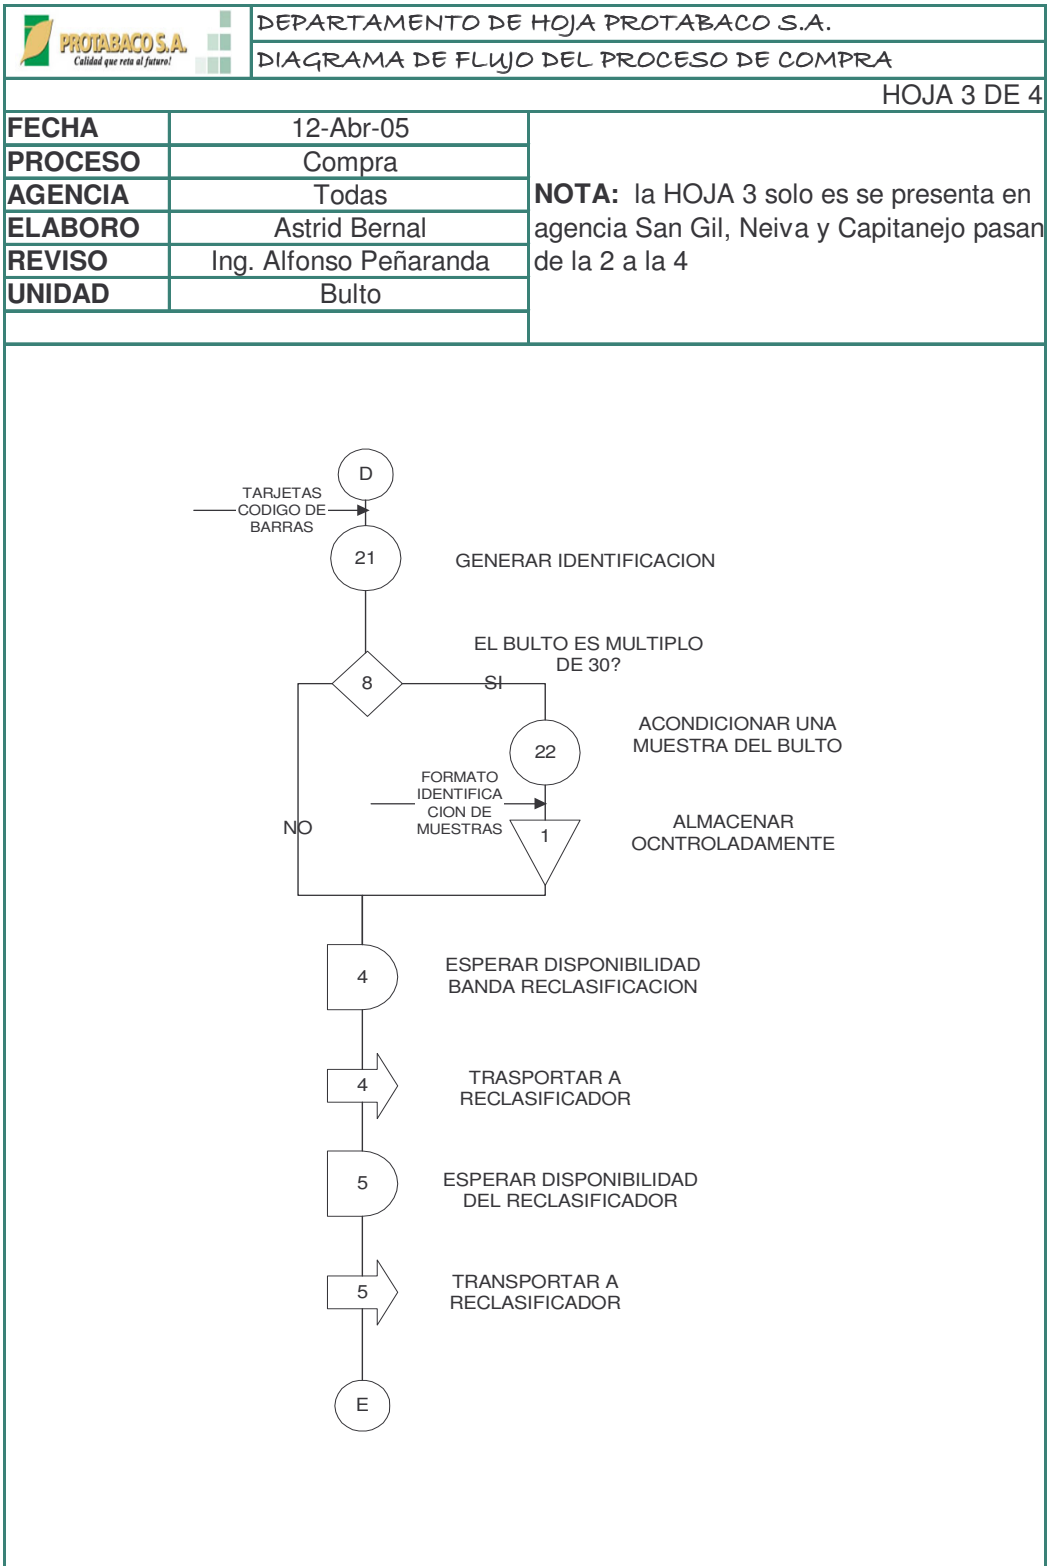 PROTABACO S.A.
Calidad que reta al futuro!
DEPARTAMENTO DE HOJA PROTABACO S.A.
DIAGRAMA DE FLUJO DEL PROCESO DE COMPRA
HOJA 3 DE 4
FECHA 12-Abr-05
PROCESO Compra
AGENCIA Todas
ELABORO Astrid Bernal
REVISO Ing. Alfonso Peñaranda
UNIDAD Bulto
NOTA: la HOJA 3 solo es se presenta en
agencia San Gil, Neiva y Capitanejo pasan
de la 2 a la 4
D
TARJETAS
CODIGO DE
BARRAS
21
GENERAR IDENTIFICACION
EL BULTO ES MULTIPLO
DE 30?
8
SI
ACONDICIONAR UNA
MUESTRA DEL BULTO
22
FORMATO
IDENTIFICA
CION DE
MUESTRAS
NO
1
ALMACENAR
OCNTROLADAMENTE
4
ESPERAR DISPONIBILIDAD
BANDA RECLASIFICACION
4
TRASPORTAR A
RECLASIFICADOR
5
ESPERAR DISPONIBILIDAD
DEL RECLASIFICADOR
5
TRANSPORTAR A
RECLASIFICADOR
E